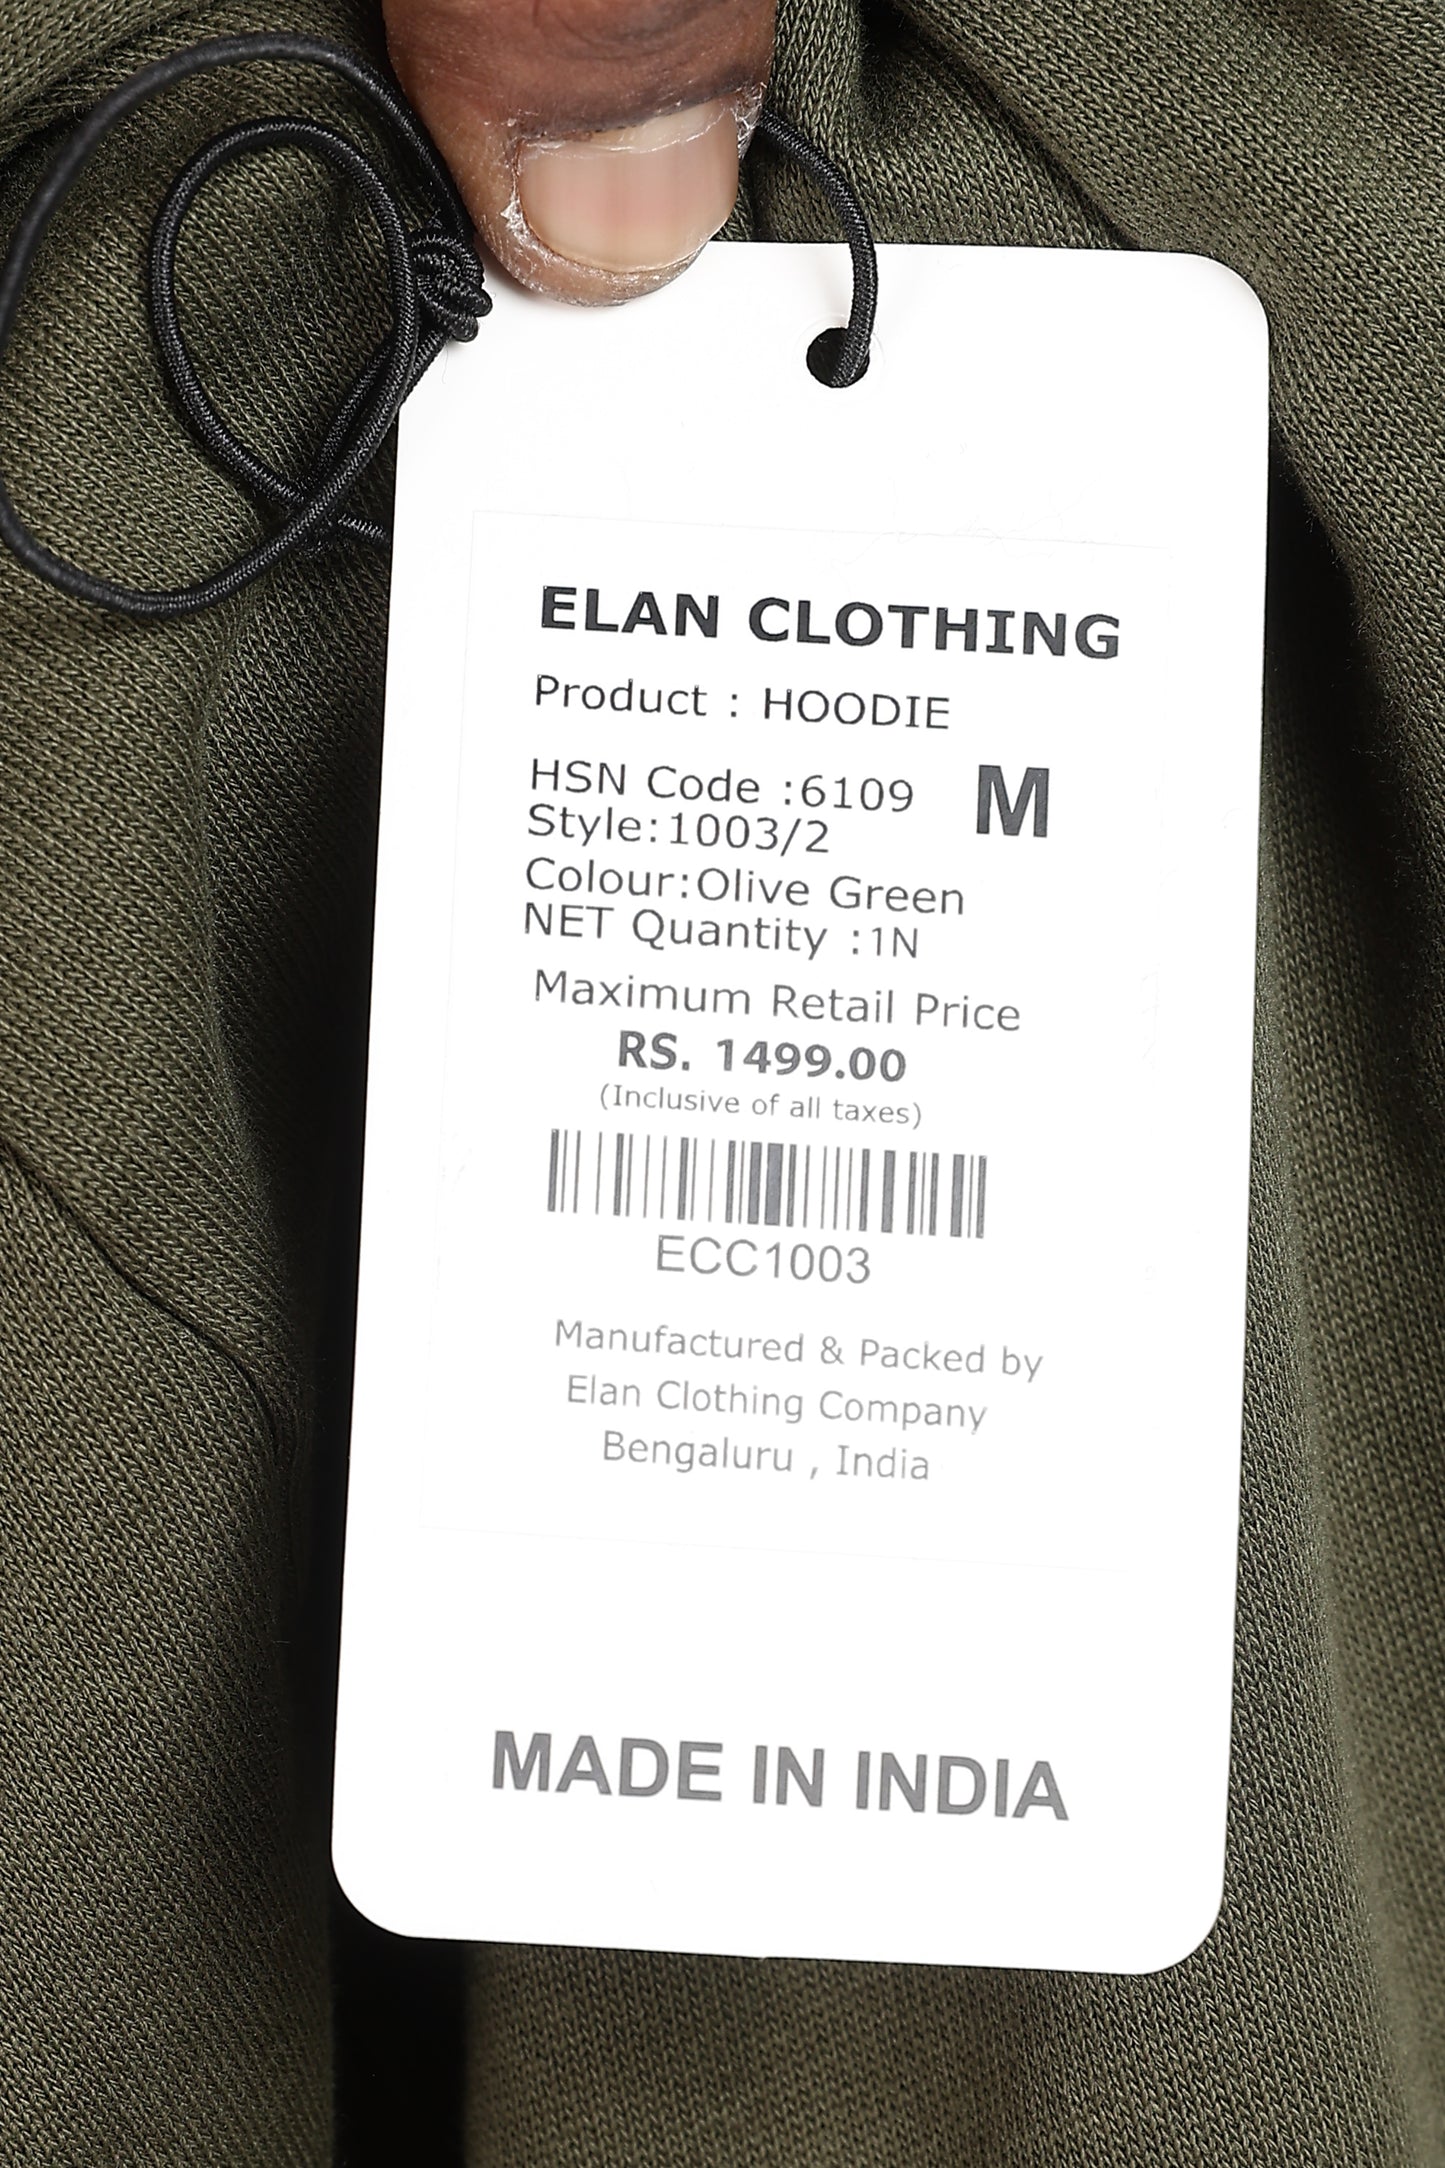 ELAN CLOTHING
Product : HOODIE
HSN Code :6109
M
Style:1003/2
Colour:Olive Green
NET Quantity :1N
Maximum Retail Price
RS. 1499.00
(Inclusive of all taxes)
ECC1003
Manufactured & Packed by
Elan Clothing Company
Bengaluru , India
MADE IN INDIA